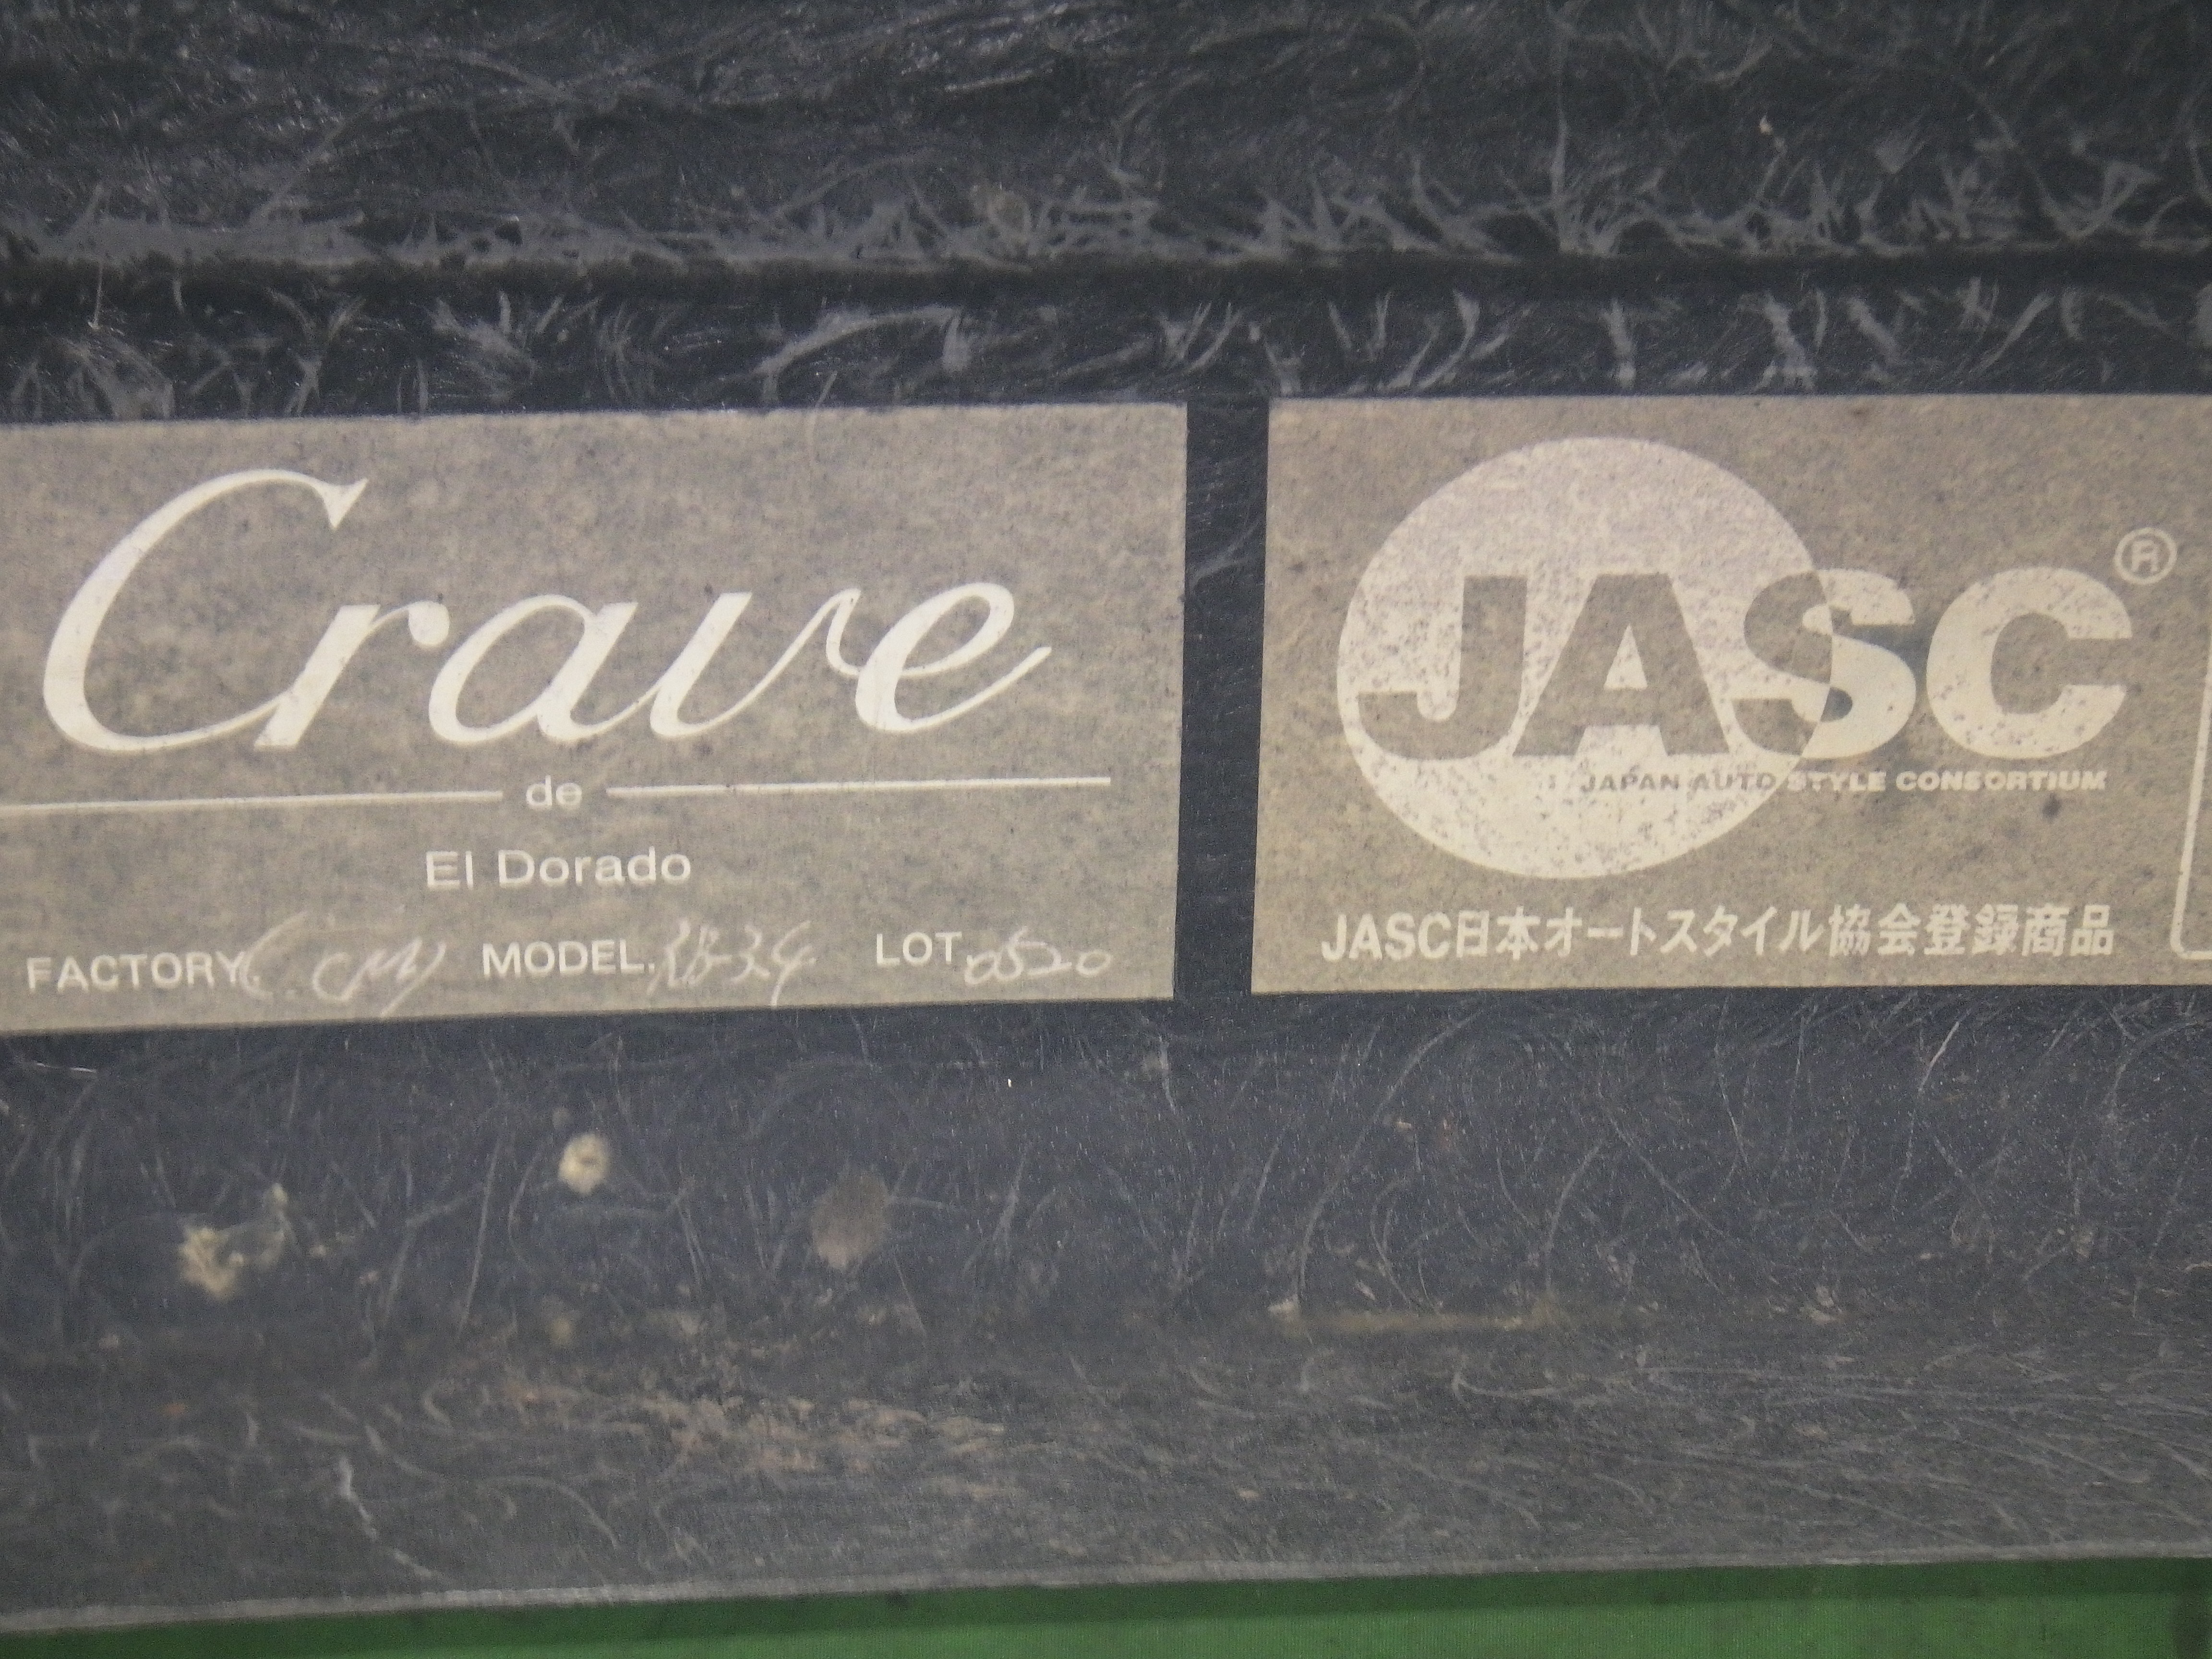 Crave
de
El Dorado
FACTORY. MODEL. LOT. 0520
JASC®
JAPAN AUTO STYLE CONSORTIUM
JASC日本オートスタイル協会登録商品